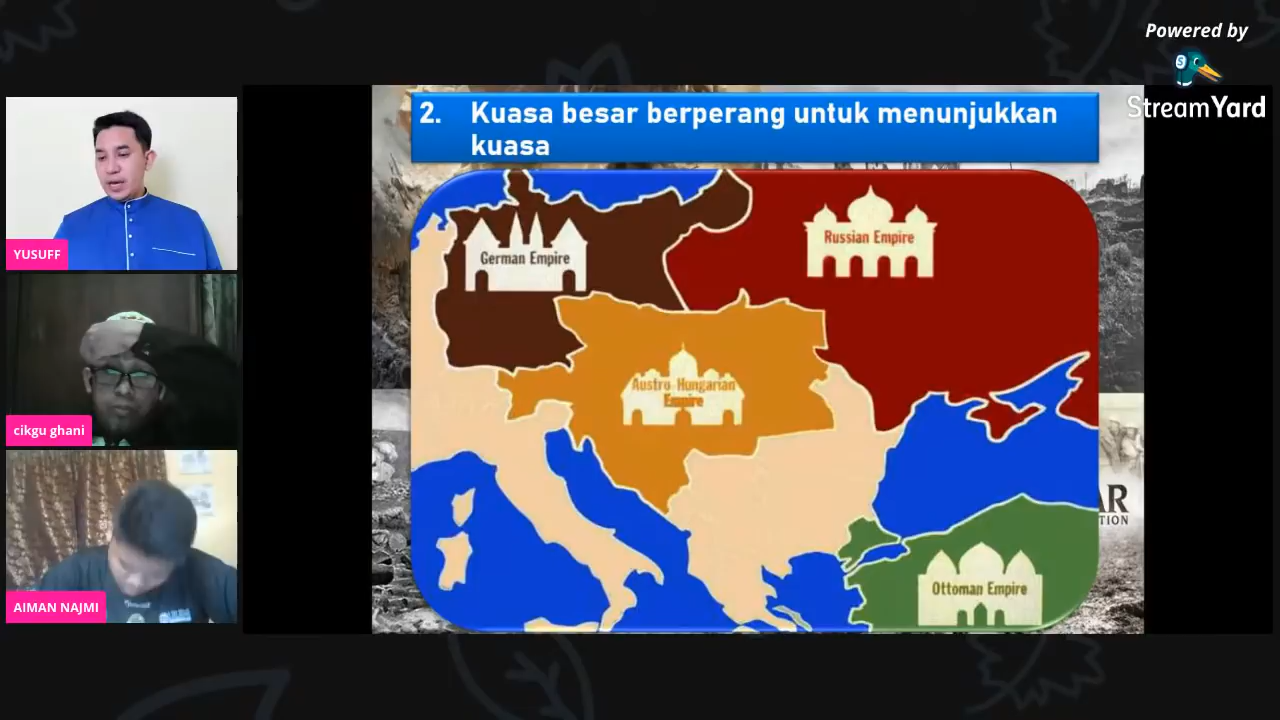 Powered by
StreamYard
2. Kuasa besar berperang untuk menunjukkan
kuasa
German Empire
Russian Empire
Austro-Hungarian
Empire
Ottoman Empire
YUSUFF
cikgu ghani
AIMAN NAJMI